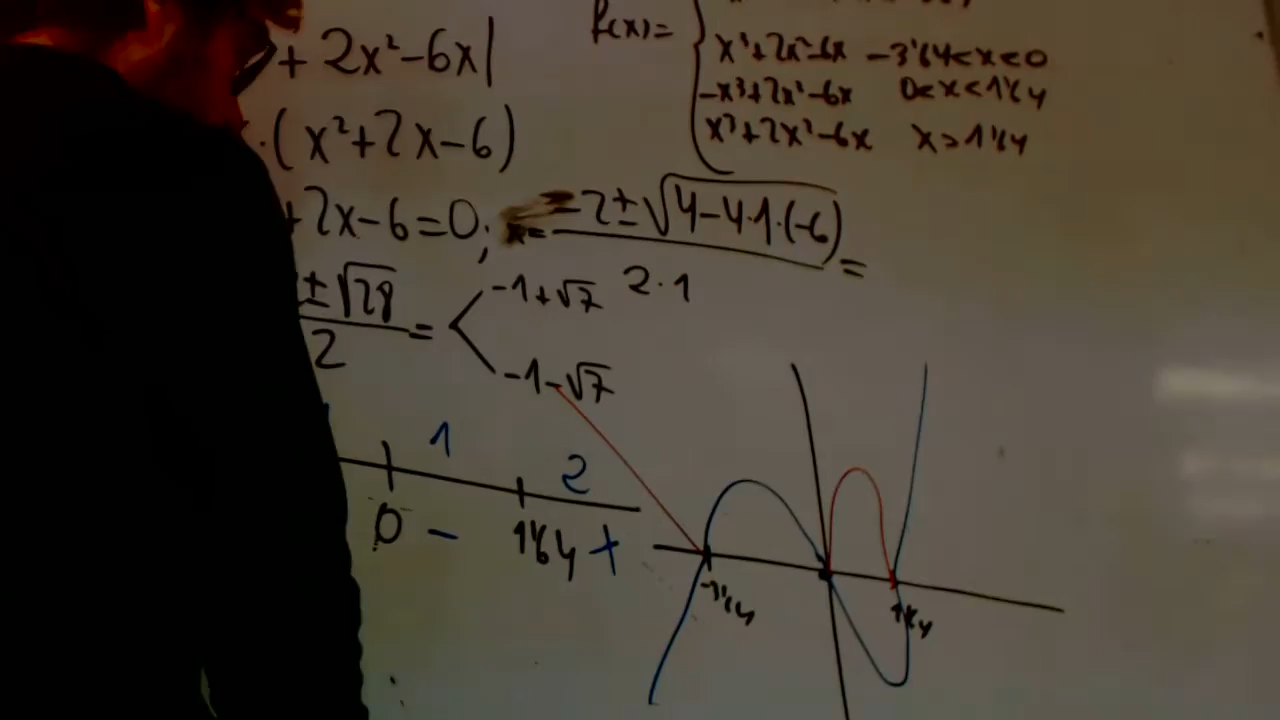 + 2x²-6x|
·(x²+2x-6)
+2x-6=0; x= -2±√4-4·1·(-6) =
2·1
±√28
2
= -1+√7
-1-√7
f(x)=
x³+2x²-6x -3'64<x<0
-x³+2x²-6x 0<x<1'64
x³+2x²-6x x>1'64
1
2
0 - 1'64 +
-3'64
1'64